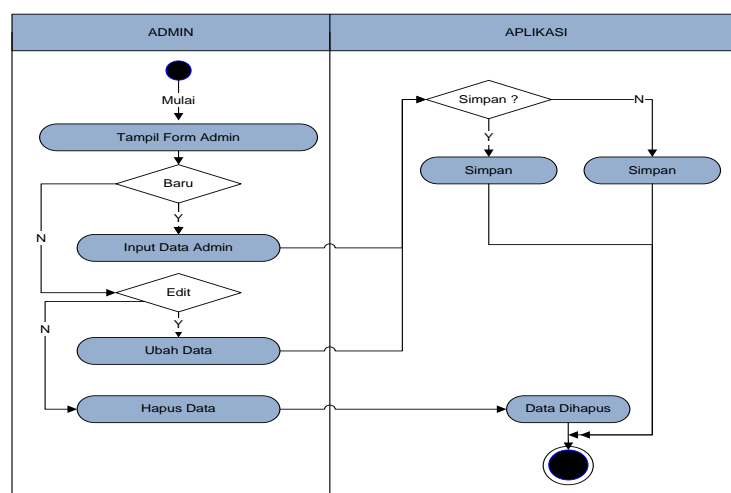 ADMIN
APLIKASI
Mulai
Tampil Form Admin
Baru
Y
N
Input Data Admin
Edit
Y
N
Ubah Data
Hapus Data
Simpan ?
N
Y
Simpan
Simpan
Data Dihapus